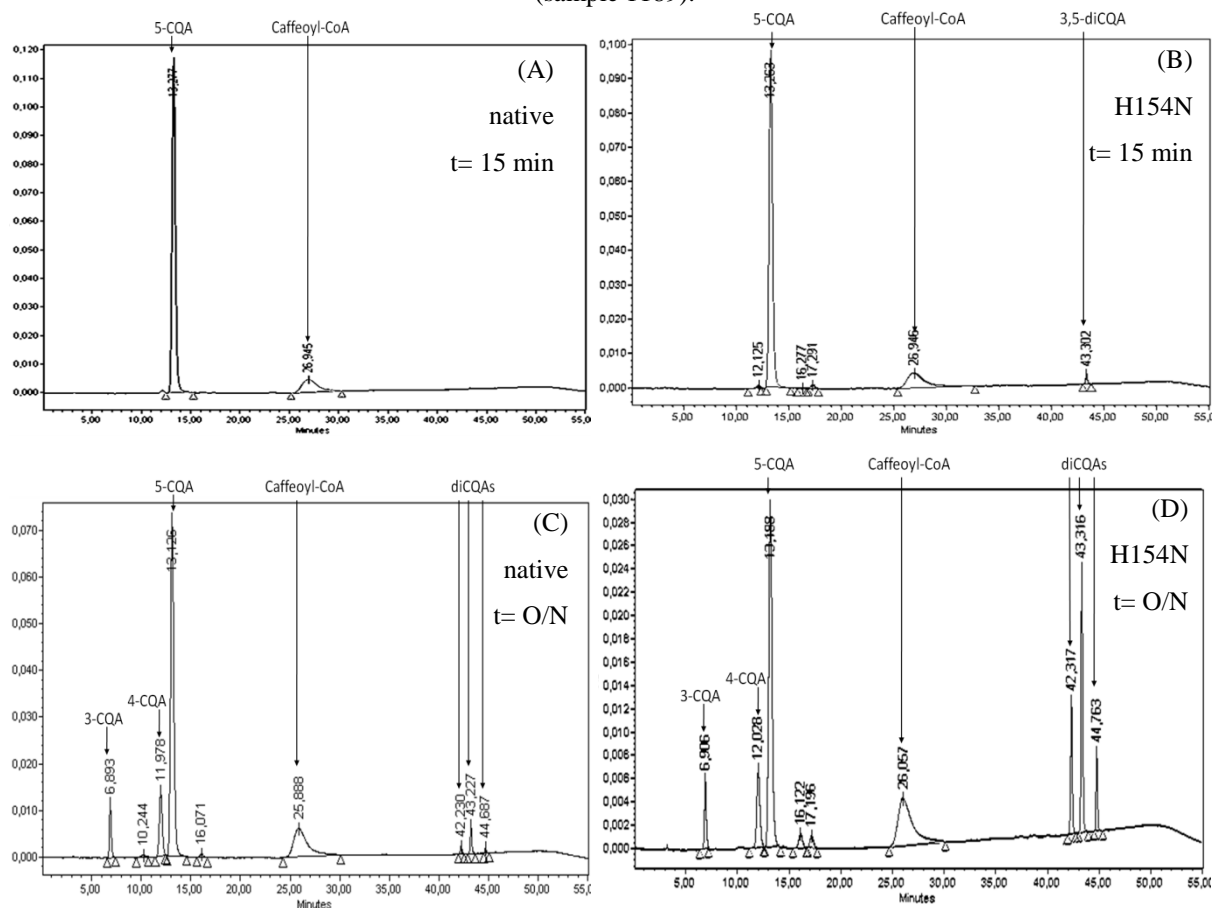 (sample 1189).
5-CQA Caffeoyl-CoA
(A)
native
t= 15 min
0,120
0,110
0,100
0,090
0,080
0,070
0,060
0,050
0,040
0,030
0,020
0,010
0,000
13,277
26,945
5,00 10,00 15,00 20,00 25,00 30,00 35,00 40,00 45,00 50,00 55,0
Minutes
5-CQA Caffeoyl-CoA 3,5-diCQA
(B)
H154N
t= 15 min
0,100
0,090
0,080
0,070
0,060
0,050
0,040
0,030
0,020
0,010
0,000
12,125
13,263
16,277
17,291
26,946
43,302
5,00 10,00 15,00 20,00 25,00 30,00 35,00 40,00 45,00 50,00 55,0
Minutes
5-CQA Caffeoyl-CoA diCQAs
(C)
native
t= O/N
0,070
0,060
0,050
0,040
0,030
0,020
0,010
0,000
3-CQA
4-CQA
6,893
10,244
11,978
13,126
16,071
25,888
42,230
43,227
44,687
5,00 10,00 15,00 20,00 25,00 30,00 35,00 40,00 45,00 50,00 55,
Minutes
5-CQA Caffeoyl-CoA diCQAs
(D)
H154N
t= O/N
0,030
0,028
0,026
0,024
0,022
0,020
0,018
0,016
0,014
0,012
0,010
0,008
0,006
0,004
0,002
0,000
3-CQA
4-CQA
6,906
12,028
13,188
16,122
17,196
26,057
42,317
43,316
44,763
5,00 10,00 15,00 20,00 25,00 30,00 35,00 40,00 45,00 50,00 55,0
Minutes